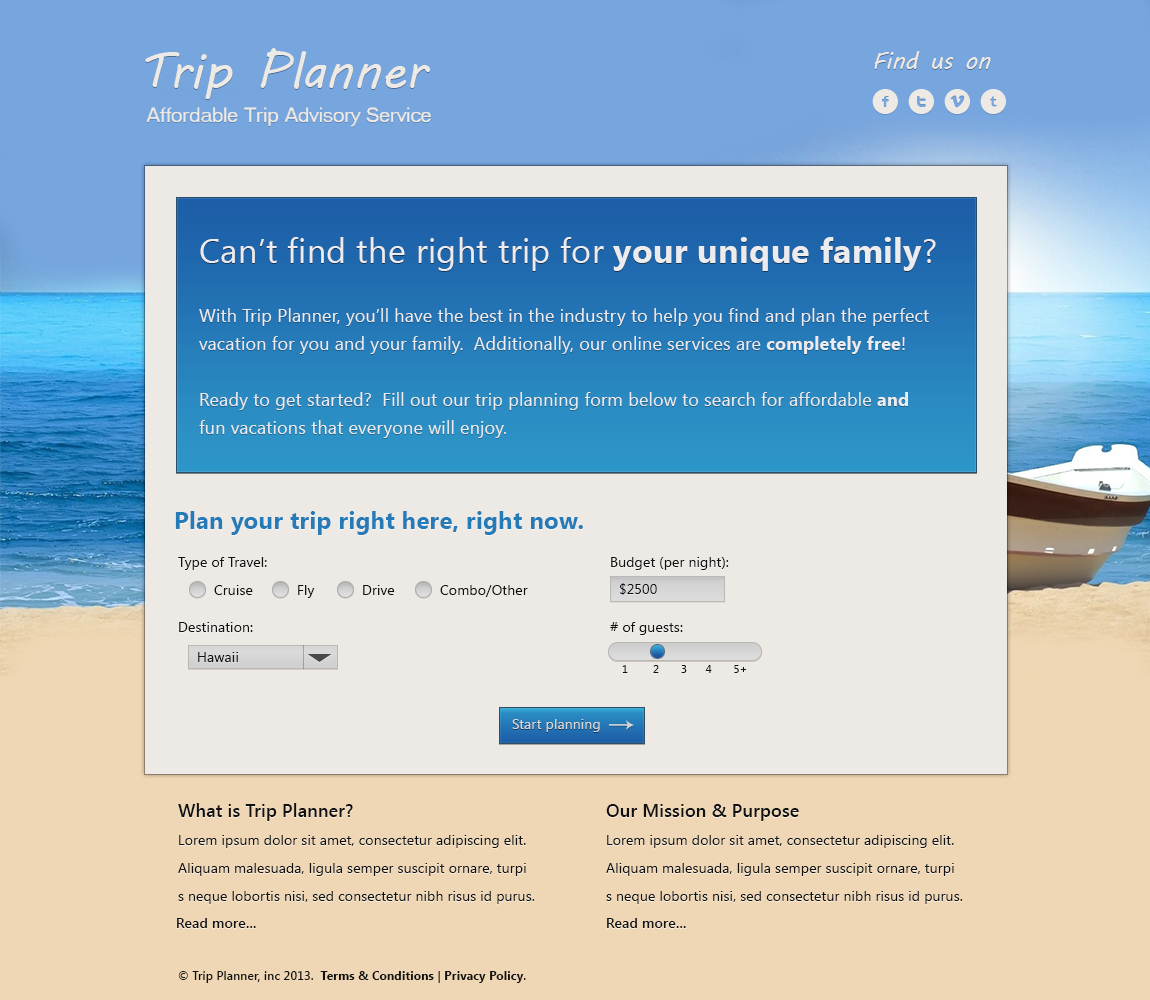 Trip Planner
Affordable Trip Advisory Service
Find us on
f t v t
Can't find the right trip for your unique family?
With Trip Planner, you'll have the best in the industry to help you find and plan the perfect
vacation for you and your family.  Additionally, our online services are completely free!
Ready to get started?  Fill out our trip planning form below to search for affordable and
fun vacations that everyone will enjoy.
Plan your trip right here, right now.
Type of Travel:
Cruise Fly Drive Combo/Other
Budget (per night):
$2500
Destination:
Hawaii
# of guests:
1 2 3 4 5+
Start planning
What is Trip Planner?
Lorem ipsum dolor sit amet, consectetur adipiscing elit.
Aliquam malesuada, ligula semper suscipit ornare, turpi
s neque lobortis nisi, sed consectetur nibh risus id purus.
Read more...
Our Mission & Purpose
Lorem ipsum dolor sit amet, consectetur adipiscing elit.
Aliquam malesuada, ligula semper suscipit ornare, turpi
s neque lobortis nisi, sed consectetur nibh risus id purus.
Read more...
© Trip Planner, inc 2013.  Terms & Conditions | Privacy Policy.